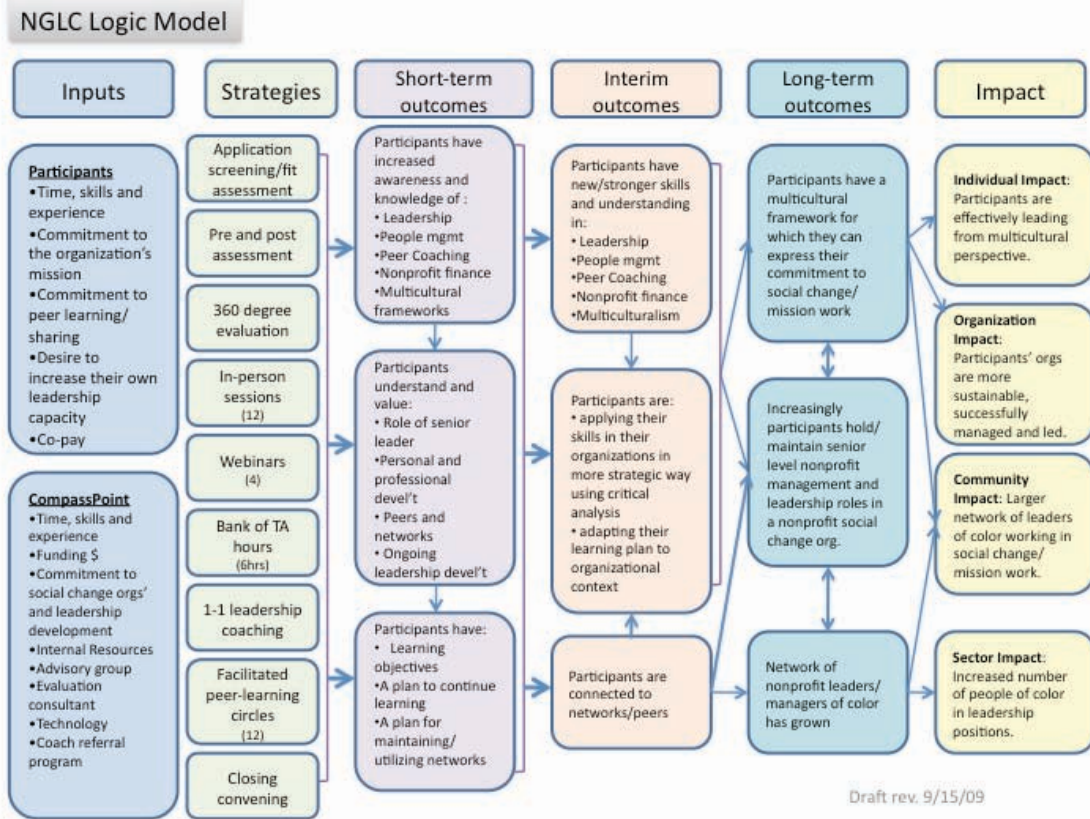 NGLC Logic Model
Inputs
Strategies
Short-term
outcomes
Interim
outcomes
Long-term
outcomes
Impact
Participants
•Time, skills and
experience
•Commitment to
the organization's
mission
•Commitment to
peer learning/
sharing
•Desire to
increase their own
leadership
capacity
•Co-pay
CompassPoint
•Time, skills and
experience
•Funding $
•Commitment to
social change orgs' and
leadership
development
•Internal Resources
•Advisory group
•Evaluation
consultant
•Technology
•Coach referral
program
Application
screening/fit
assessment
Pre and post
assessment
360 degree
evaluation
In-person
sessions
(12)
Webinars
(4)
Bank of TA
hours
(6hrs)
1-1 leadership
coaching
Facilitated
peer-learning
circles
(12)
Closing
convening
Participants have
increased
awareness and
knowledge of :
• Leadership
•People mgmt
•Peer Coaching
•Nonprofit finance
•Multicultural
frameworks
Participants
understand and
value:
• Role of senior
leader
•Personal and
professional
devel't
• Peers and
networks
• Ongoing
leadership devel't
Participants have:
• Learning
objectives
•A plan to continue
learning
•A plan for
maintaining/
utilizing networks
Participants have
new/stronger skills
and understanding
in:
• Leadership
•People mgmt
•Peer Coaching
•Nonprofit finance
•Multiculturalism
Participants are:
• applying their
skills in their
organizations in
more strategic way
using critical
analysis
• adapting their
learning plan to
organizational
context
Participants are
connected to
networks/peers
Participants have a
multicultural
framework for
which they can
express their
commitment to
social change/
mission work
Increasingly
participants hold/
maintain senior
level nonprofit
management and
leadership roles in
a nonprofit social
change org.
Network of
nonprofit leaders/
managers of color
has grown
Individual Impact:
Participants are
effectively leading
from multicultural
perspective.
Organization
Impact:
Participants' orgs
are more
sustainable,
successfully
managed and led.
Community
Impact: Larger
network of leaders
of color working in
social change/
mission work.
Sector Impact:
Increased number
of people of color
in leadership
positions.
Draft rev. 9/15/09